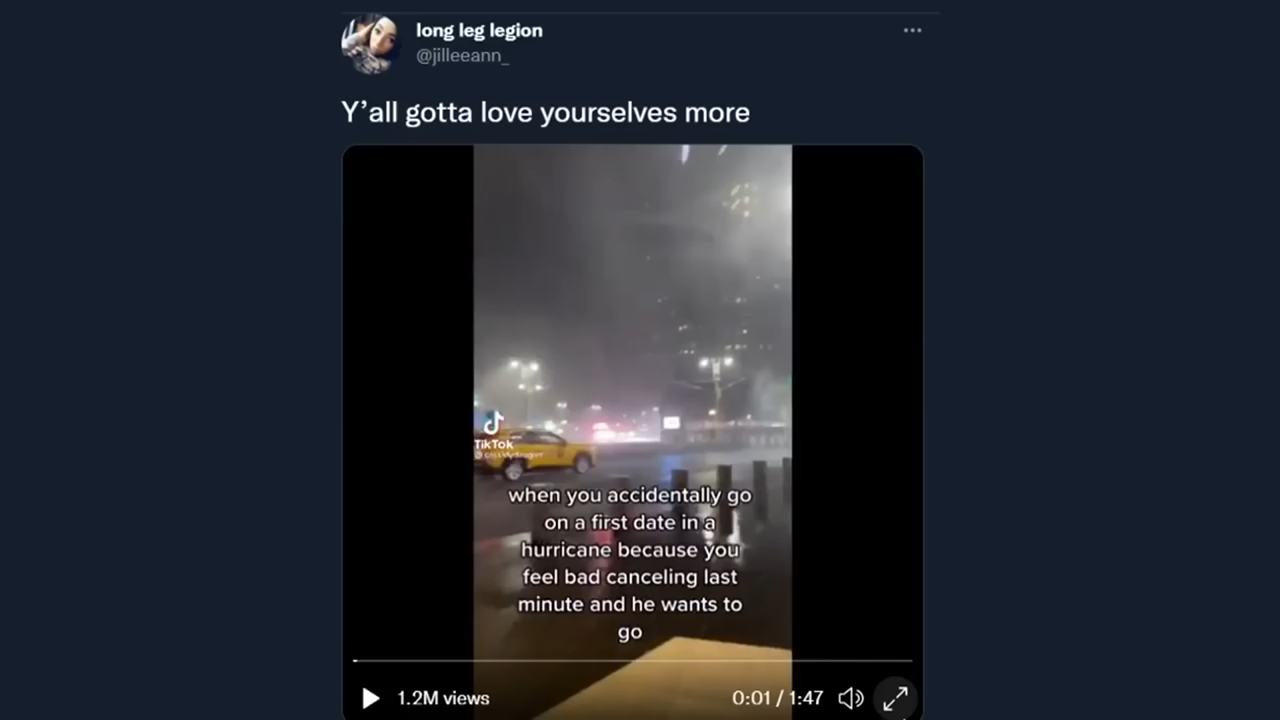 long leg legion
@jilleeann_
Y'all gotta love yourselves more
TikTok
when you accidentally go
on a first date in a
hurricane because you
feel bad canceling last
minute and he wants to
go
1.2M views
0:01 / 1:47